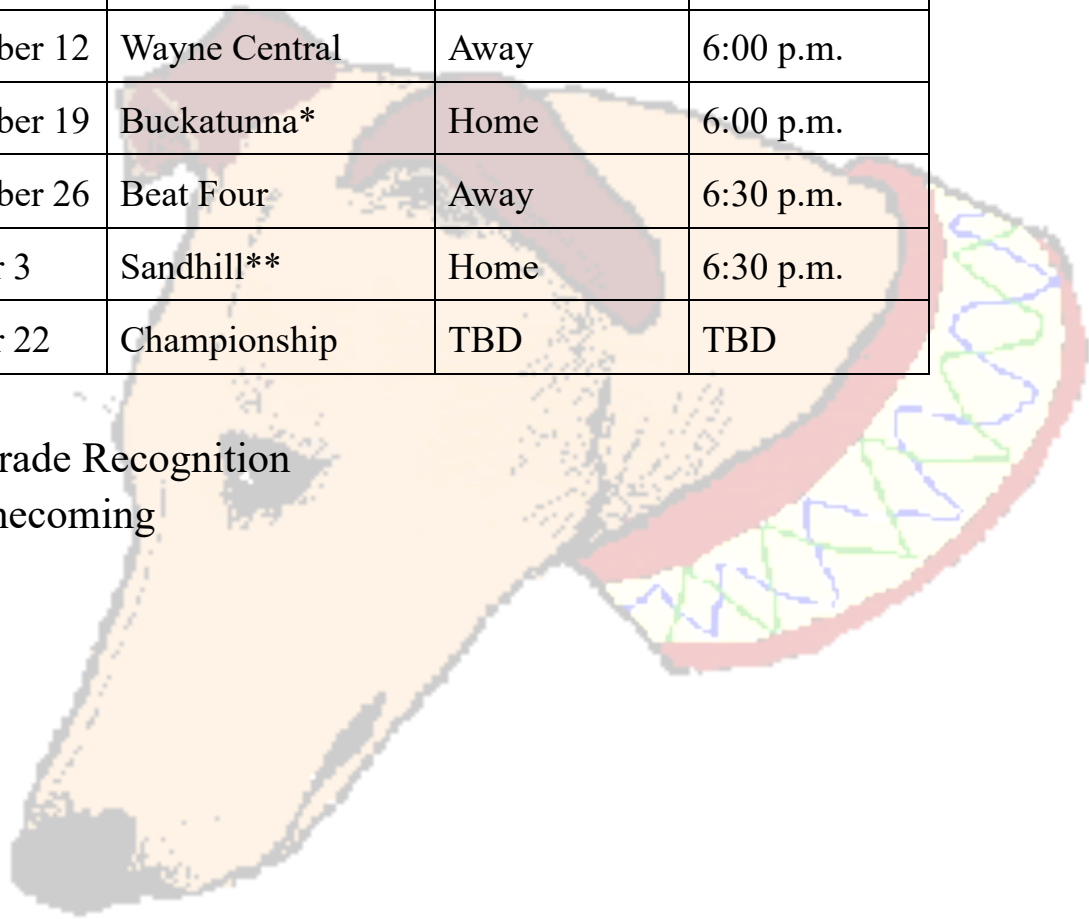 ber 12 Wayne Central Away 6:00 p.m.
ber 19 Buckatunna* Home 6:00 p.m.
ber 26 Beat Four Away 6:30 p.m.
r 3 Sandhill** Home 6:30 p.m.
r 22 Championship TBD TBD
rade Recognition
necoming